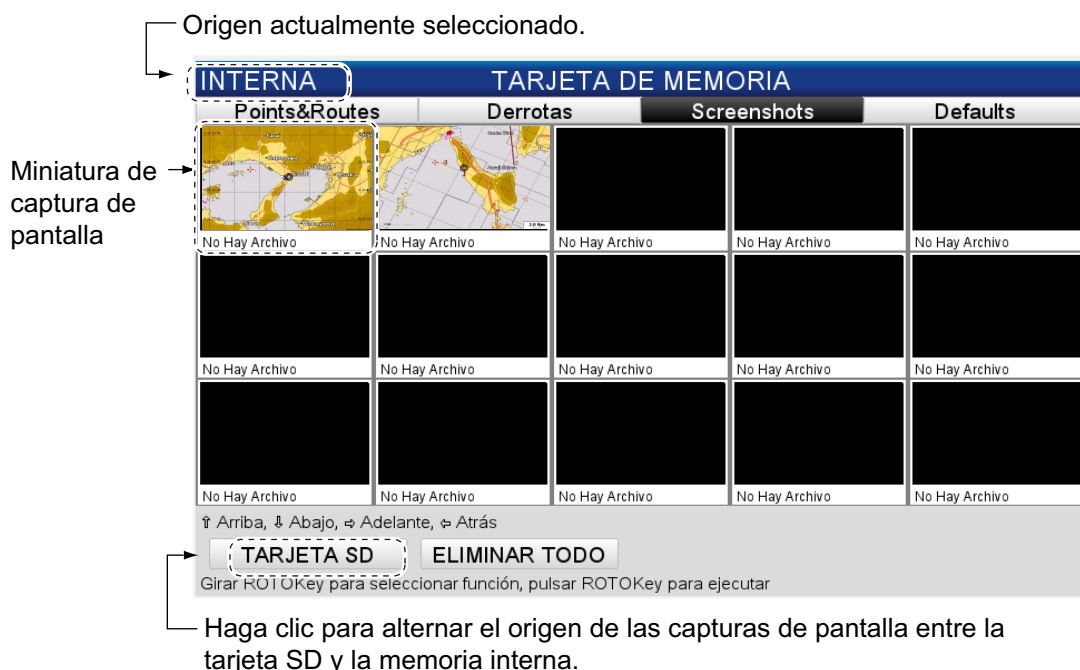 Origen actualmente seleccionado.
INTERNA TARJETA DE MEMORIA
Points&Routes Derrotas Screenshots Defaults
Miniatura de
captura de
pantalla
No Hay Archivo No Hay Archivo No Hay Archivo No Hay Archivo No Hay Archivo
No Hay Archivo No Hay Archivo No Hay Archivo No Hay Archivo No Hay Archivo
No Hay Archivo No Hay Archivo No Hay Archivo No Hay Archivo No Hay Archivo
⇧ Arriba, ⇩ Abajo, ⇨ Adelante, ⇦ Atrás
TARJETA SD ELIMINAR TODO
Girar ROTOKey para seleccionar función, pulsar ROTOKey para ejecutar
Haga clic para alternar el origen de las capturas de pantalla entre la
tarjeta SD y la memoria interna.